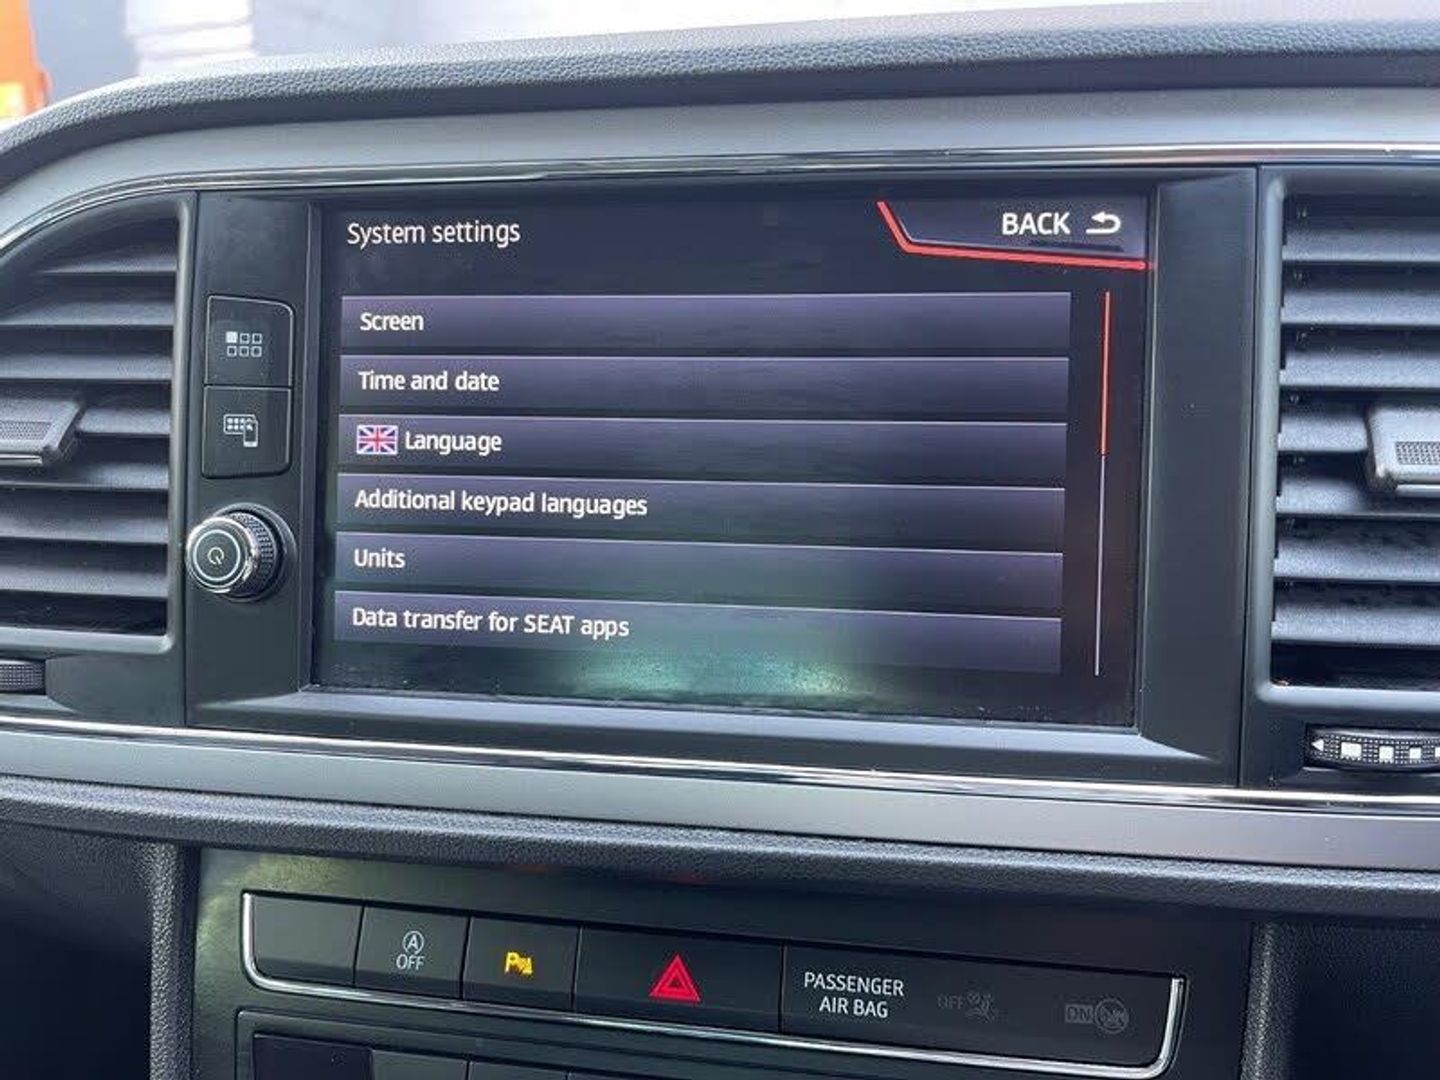 System settings
BACK
Screen
Time and date
Language
Additional keypad languages
Units
Data transfer for SEAT apps
A
OFF
P
PASSENGER
AIR BAG
OFF
ON